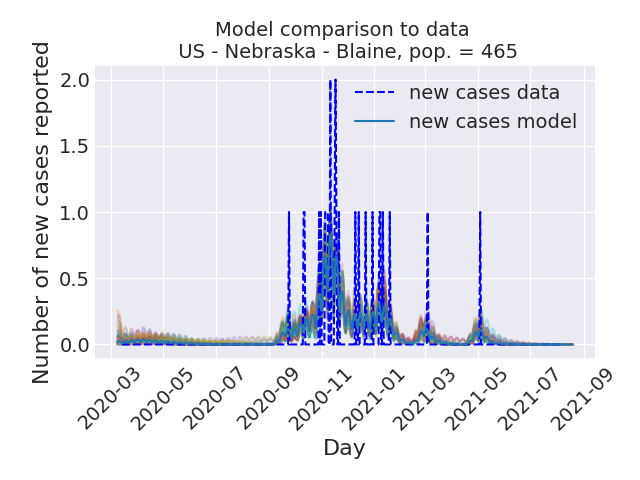 Model comparison to data
US - Nebraska - Blaine, pop. = 465
Number of new cases reported
2.0
1.5
1.0
0.5
0.0
new cases data
new cases model
2020-03
2020-05
2020-07
2020-09
2020-11
2021-01
2021-03
2021-05
2021-07
2021-09
Day